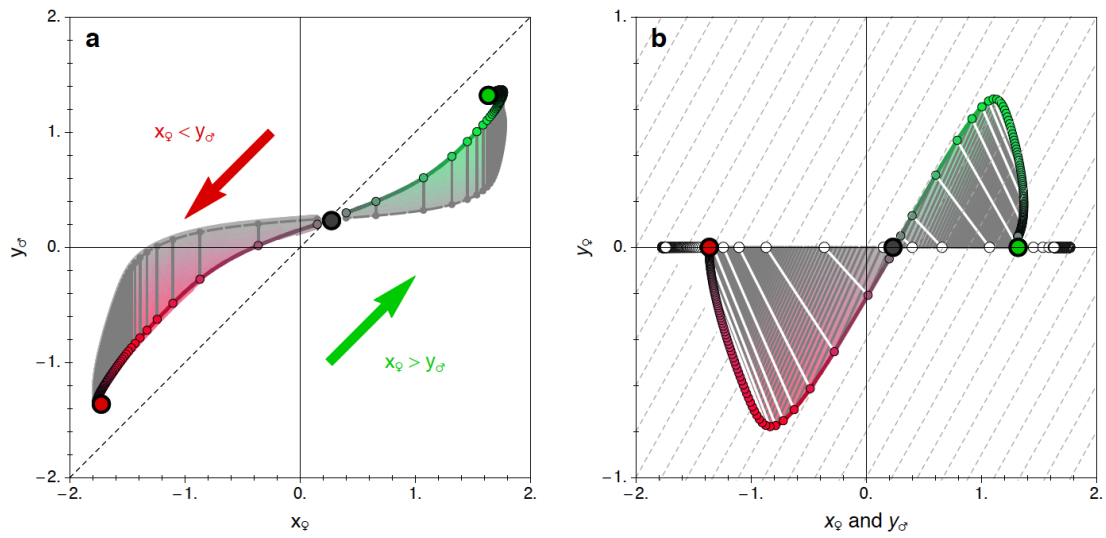 a
2.
1.
0.
−1.
−2.
−2.
−1.
0.
1.
2.
y♂
x♀
x♀ < y♂
x♀ > y♂
b
1.
0.
−1.
−2.
−1.
0.
1.
2.
y♀
x♀ and y♂